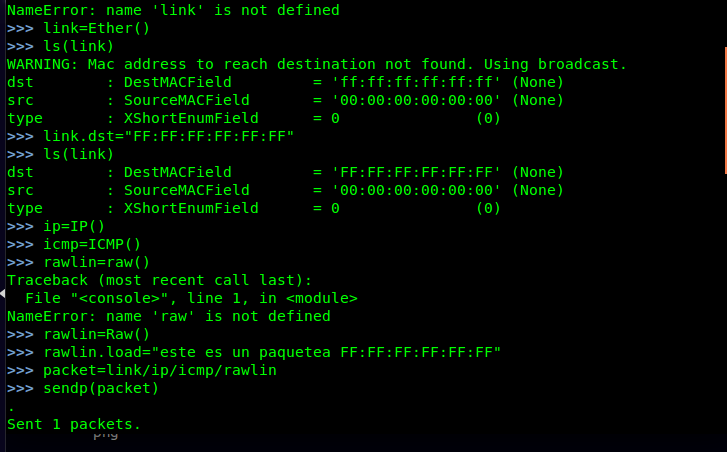 NameError: name 'link' is not defined
>>> link=Ether()
>>> ls(link)
WARNING: Mac address to reach destination not found. Using broadcast.
dst        : DestMACField         = 'ff:ff:ff:ff:ff:ff' (None)
src        : SourceMACField       = '00:00:00:00:00:00' (None)
type       : XShortEnumField      = 0               (0)
>>> link.dst="FF:FF:FF:FF:FF:FF"
>>> ls(link)
dst        : DestMACField         = 'FF:FF:FF:FF:FF:FF' (None)
src        : SourceMACField       = '00:00:00:00:00:00' (None)
type       : XShortEnumField      = 0               (0)
>>> ip=IP()
>>> icmp=ICMP()
>>> rawlin=raw()
Traceback (most recent call last):
  File "<console>", line 1, in <module>
NameError: name 'raw' is not defined
>>> rawlin=Raw()
>>> rawlin.load="este es un paquetea FF:FF:FF:FF:FF:FF"
>>> packet=link/ip/icmp/rawlin
>>> sendp(packet)
.
Sent 1 packets.
png